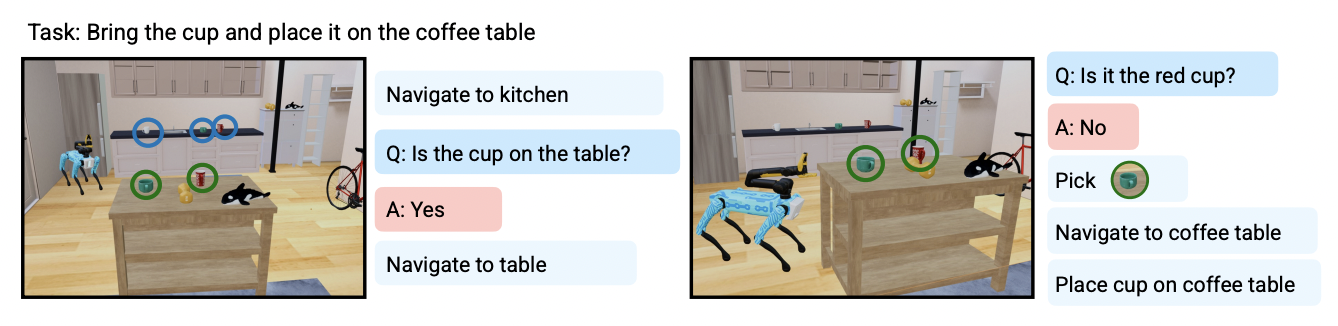 Task: Bring the cup and place it on the coffee table
Navigate to kitchen
Q: Is the cup on the table?
A: Yes
Navigate to table
Q: Is it the red cup?
A: No
Pick
Navigate to coffee table
Place cup on coffee table